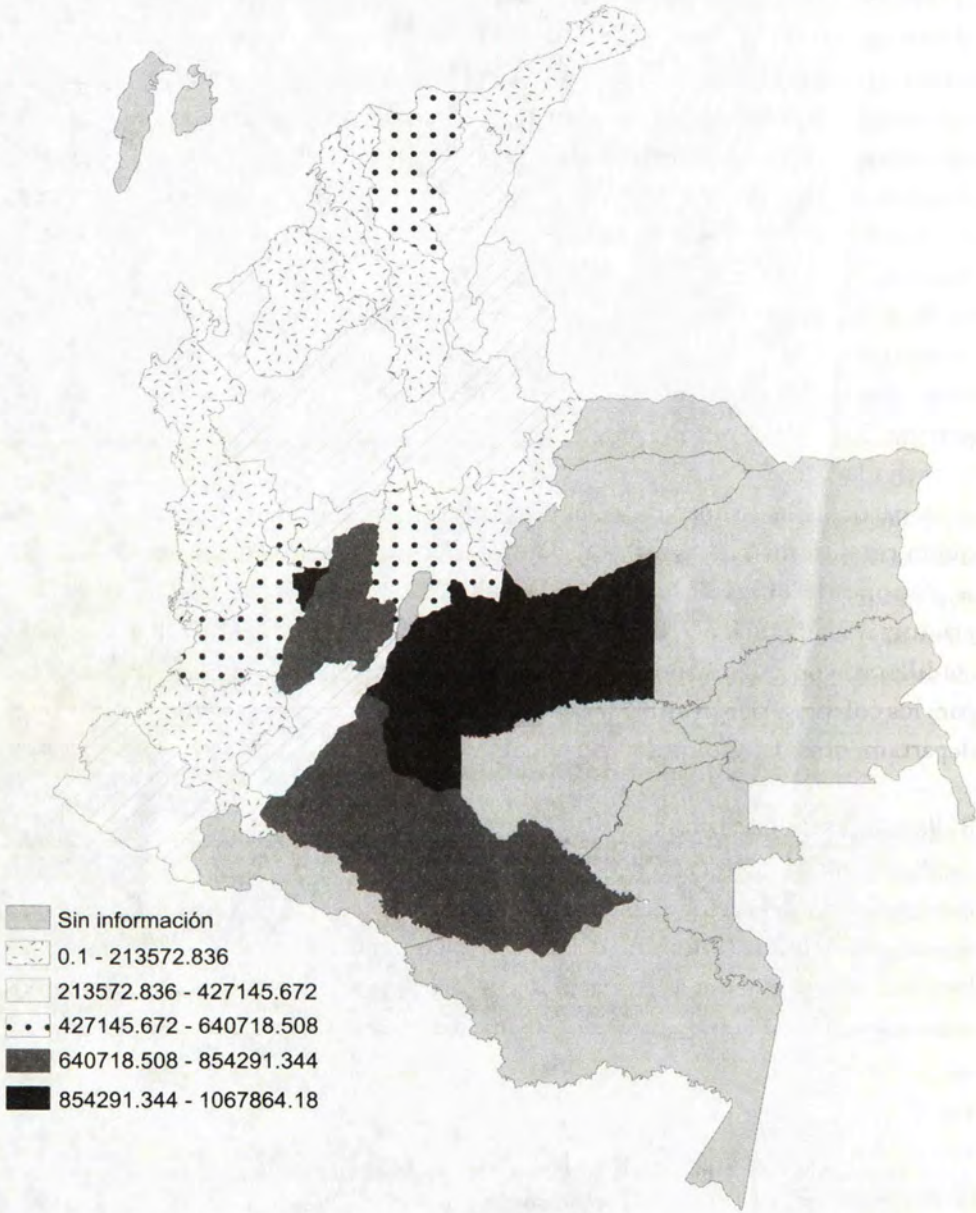 Sin información
0.1 - 213572.836
213572.836 - 427145.672
427145.672 - 640718.508
640718.508 - 854291.344
854291.344 - 1067864.18